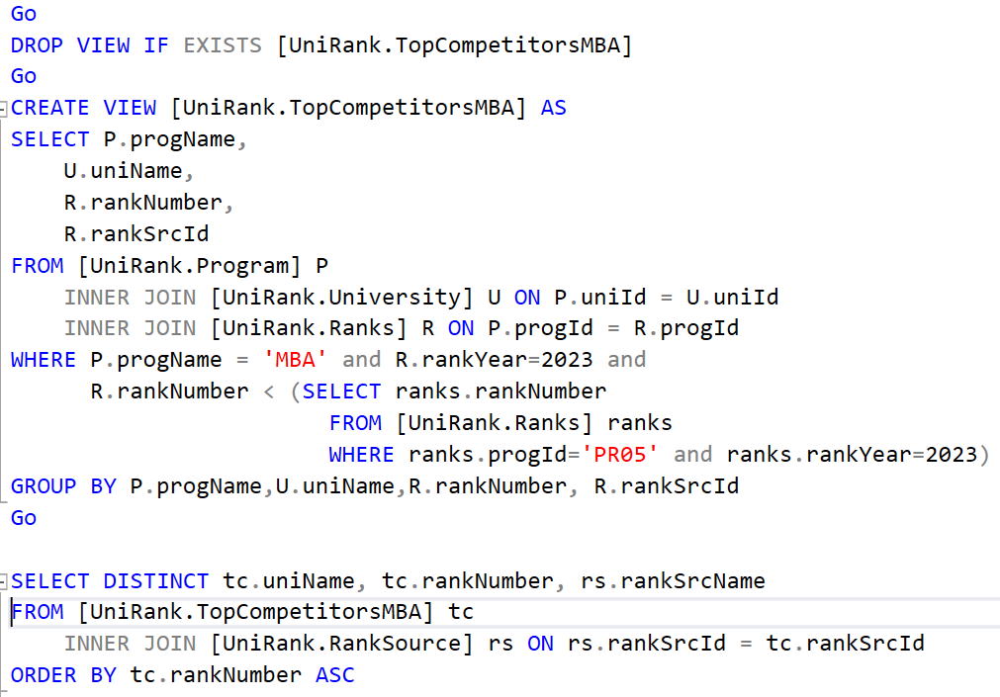 Go
DROP VIEW IF EXISTS [UniRank.TopCompetitorsMBA]
Go
CREATE VIEW [UniRank.TopCompetitorsMBA] AS
SELECT P.progName,
    U.uniName,
    R.rankNumber,
    R.rankSrcId
FROM [UniRank.Program] P
    INNER JOIN [UniRank.University] U ON P.uniId = U.uniId
    INNER JOIN [UniRank.Ranks] R ON P.progId = R.progId
WHERE P.progName = 'MBA' and R.rankYear=2023 and
      R.rankNumber < (SELECT ranks.rankNumber
                        FROM [UniRank.Ranks] ranks
                        WHERE ranks.progId='PR05' and ranks.rankYear=2023)
GROUP BY P.progName,U.uniName,R.rankNumber, R.rankSrcId
Go

SELECT DISTINCT tc.uniName, tc.rankNumber, rs.rankSrcName
FROM [UniRank.TopCompetitorsMBA] tc
    INNER JOIN [UniRank.RankSource] rs ON rs.rankSrcId = tc.rankSrcId
ORDER BY tc.rankNumber ASC